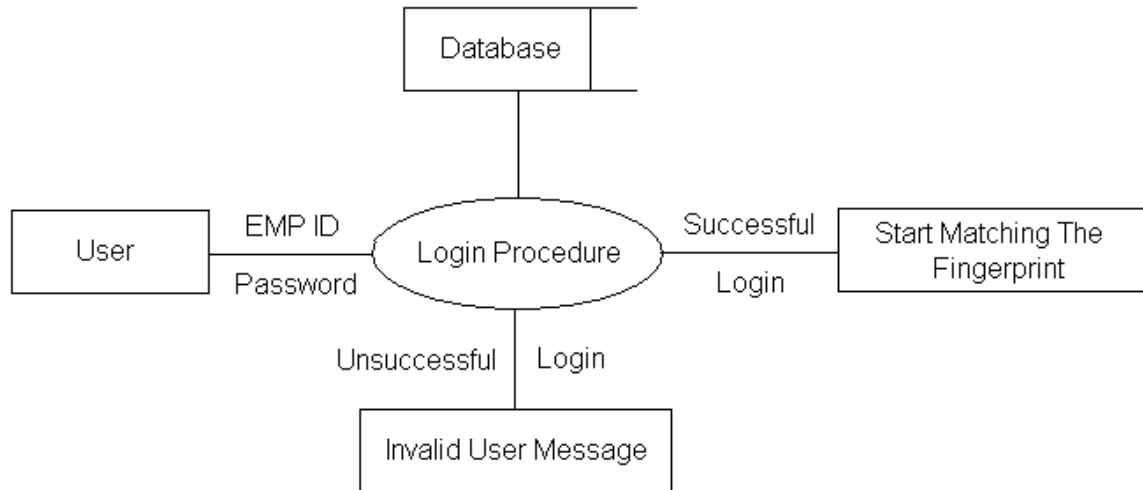 Database
User
EMP ID
Password
Login Procedure
Successful
Login
Start Matching The
Fingerprint
Unsuccessful Login
Invalid User Message